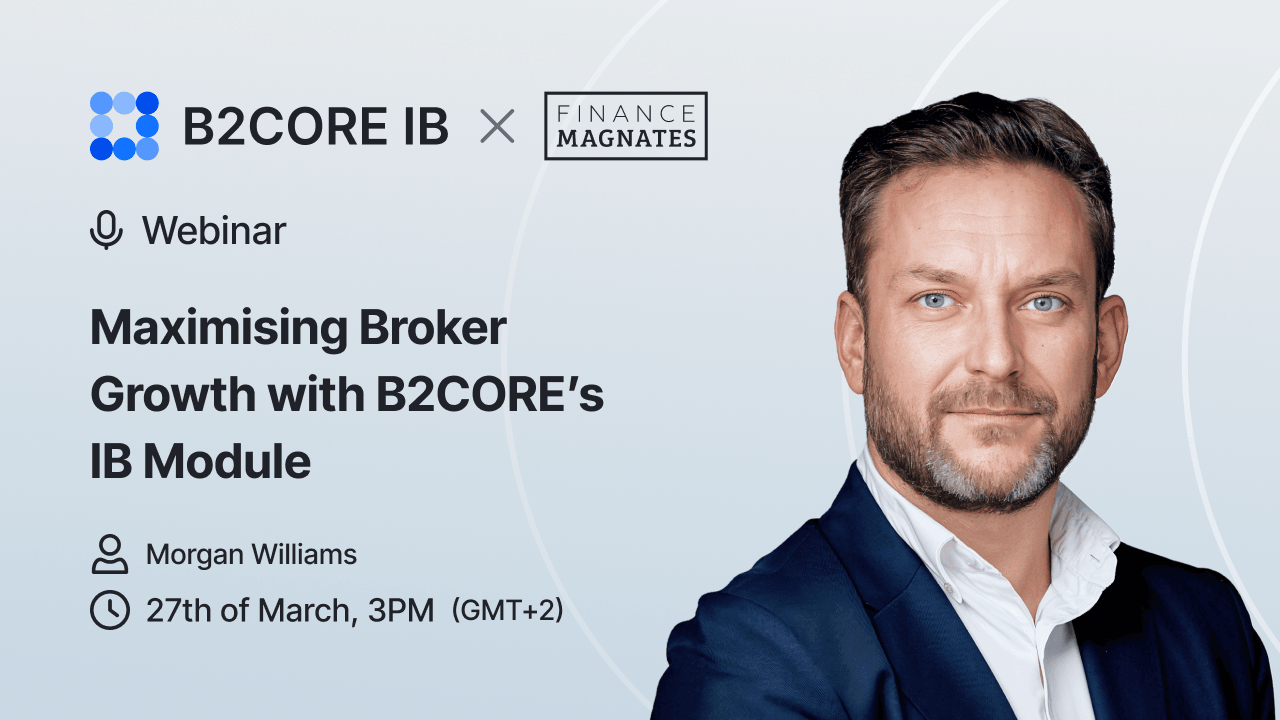 B2CORE IB
FINANCE
MAGNATES
Webinar
Maximising Broker
Growth with B2CORE’s
IB Module
Morgan Williams
27th of March, 3PM (GMT+2)